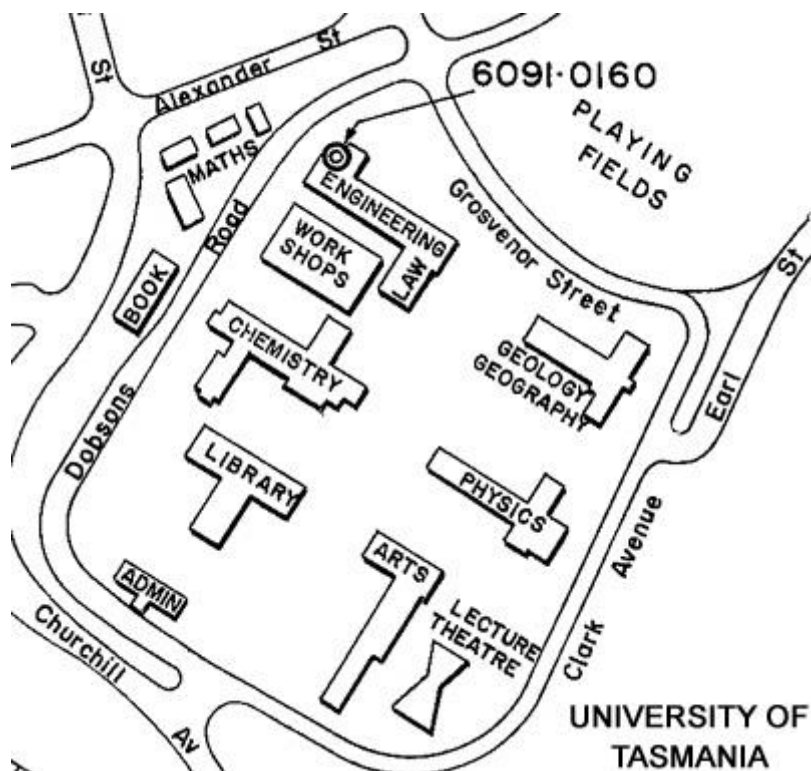 St
Alexander St
6091·0160
PLAYING
FIELDS
MATHS
ENGINEERING
LAW
WORK
SHOPS
Road
Grosvenor Street
St
BOOK
CHEMISTRY
GEOLOGY
GEOGRAPHY
Earl
Dobsons
LIBRARY
PHYSICS
Avenue
ARTS
ADMIN
LECTURE
THEATRE
Churchill
Clark
Av
UNIVERSITY OF
TASMANIA